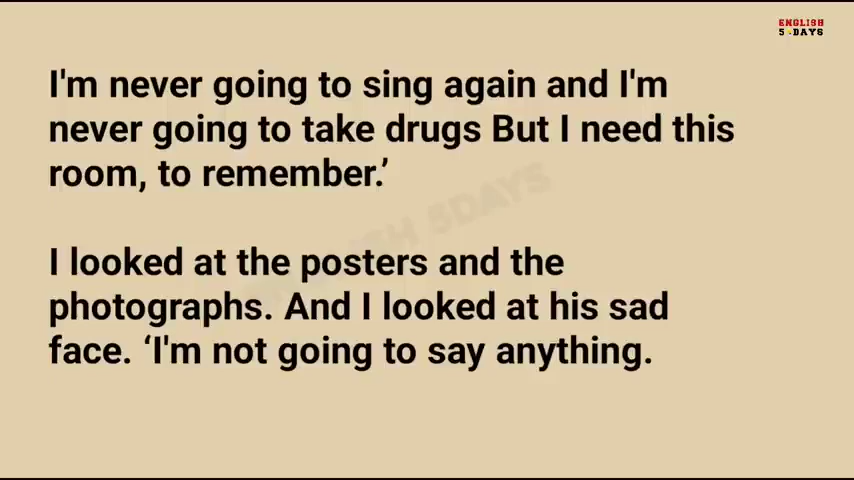 ENGLISH
5 DAYS
I'm never going to sing again and I'm
never going to take drugs But I need this
room, to remember.’
I looked at the posters and the
photographs. And I looked at his sad
face. ‘I'm not going to say anything.
ENGLISH 5DAYS